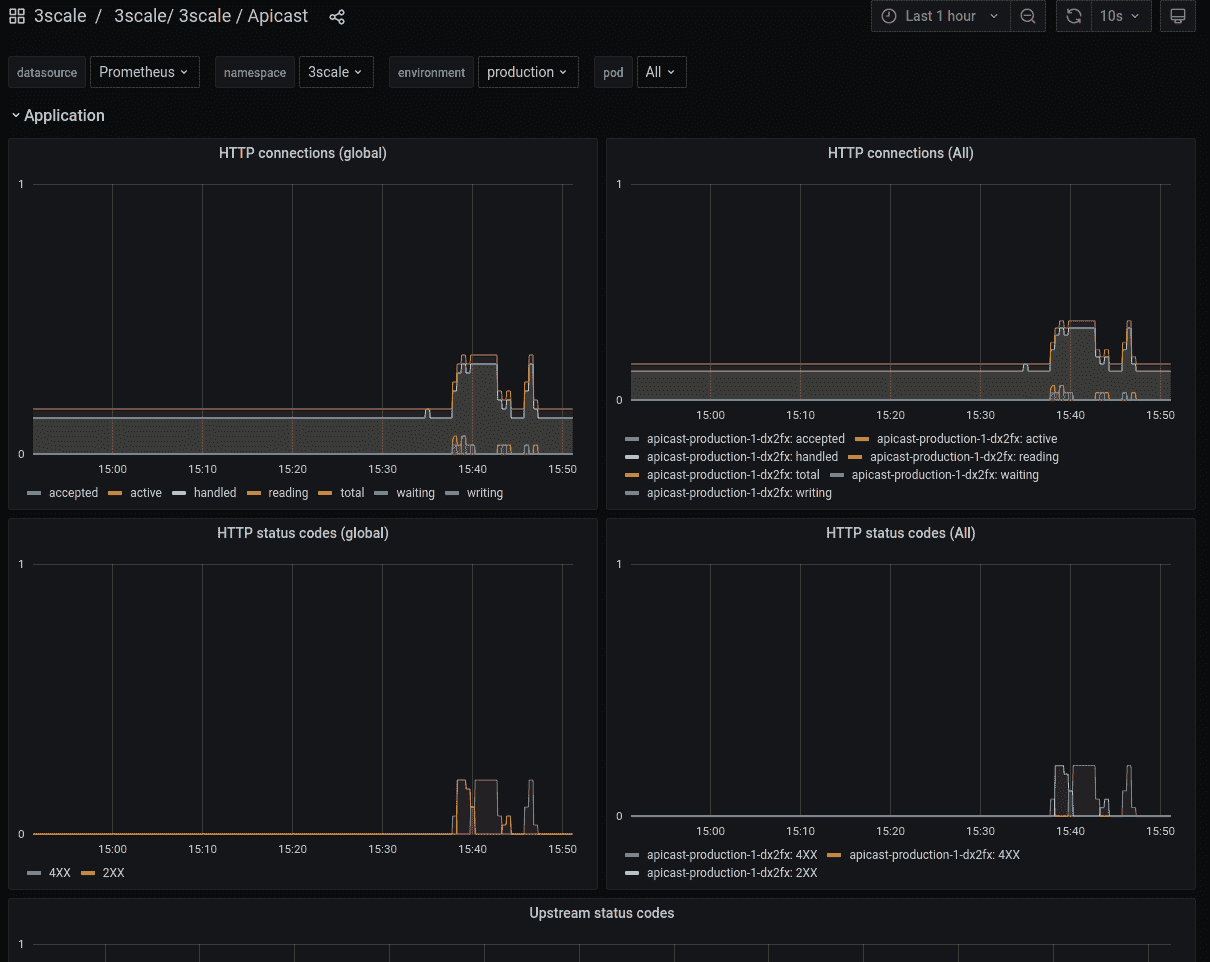 3scale / 3scale/ 3scale / Apicast Last 1 hour 10s
datasource Prometheus namespace 3scale environment production pod All
Application
HTTP connections (global)
1
0
15:00 15:10 15:20 15:30 15:40 15:50
accepted active handled reading total waiting writing
HTTP connections (All)
1
0
15:00 15:10 15:20 15:30 15:40 15:50
apicast-production-1-dx2fx: accepted apicast-production-1-dx2fx: active
apicast-production-1-dx2fx: handled apicast-production-1-dx2fx: reading
apicast-production-1-dx2fx: total apicast-production-1-dx2fx: waiting
apicast-production-1-dx2fx: writing
HTTP status codes (global)
1
0
15:00 15:10 15:20 15:30 15:40 15:50
4XX 2XX
HTTP status codes (All)
1
0
15:00 15:10 15:20 15:30 15:40 15:50
apicast-production-1-dx2fx: 4XX apicast-production-1-dx2fx: 4XX
apicast-production-1-dx2fx: 2XX
Upstream status codes
1